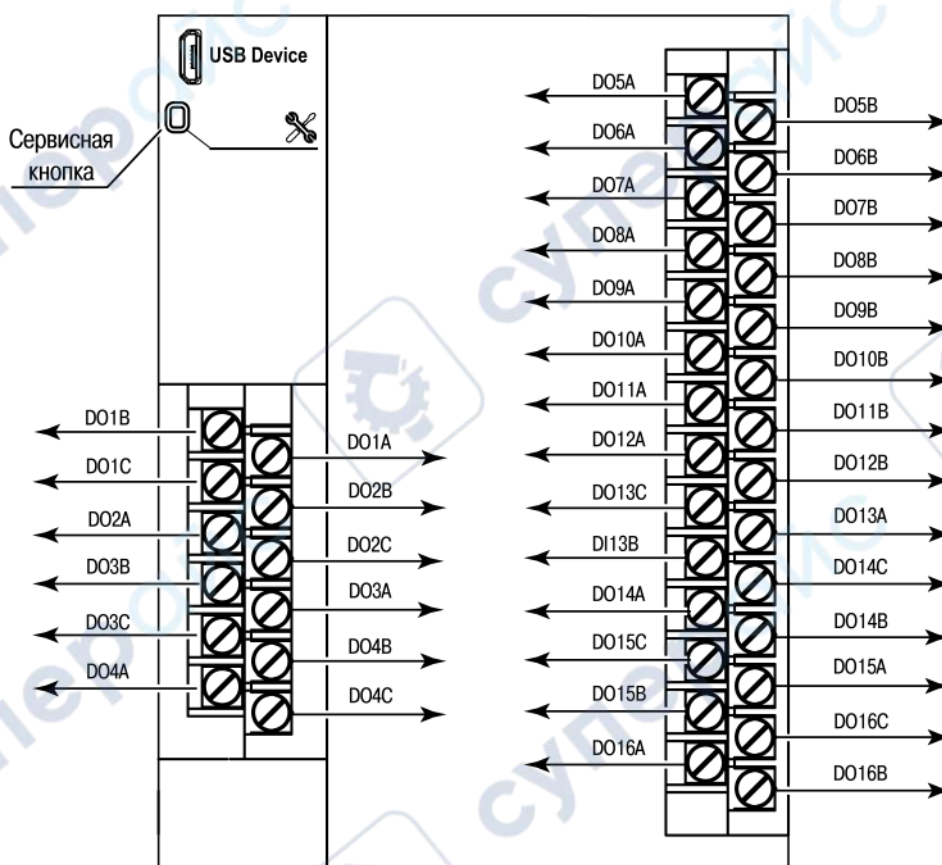 USB Device
Сервисная
кнопка
DO1B
DO1C
DO2A
DO3B
DO3C
DO4A
DO1A
DO2B
DO2C
DO3A
DO4B
DO4C
DO5A
DO6A
DO7A
DO8A
DO9A
DO10A
DO11A
DO12A
DO13C
DI13B
DO14A
DO15C
DO15B
DO16A
DO5B
DO6B
DO7B
DO8B
DO9B
DO10B
DO11B
DO12B
DO13A
DO14C
DO14B
DO15A
DO16C
DO16B
суперайс